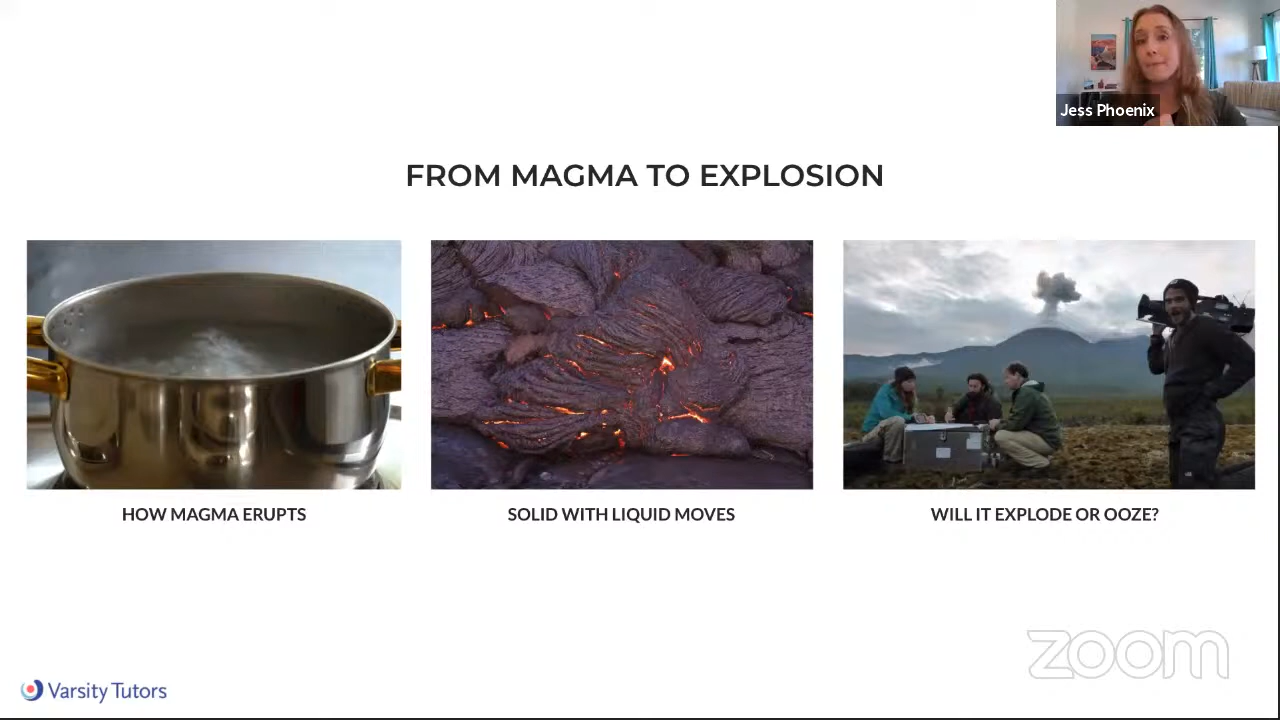 Jess Phoenix
FROM MAGMA TO EXPLOSION
HOW MAGMA ERUPTS
SOLID WITH LIQUID MOVES
WILL IT EXPLODE OR OOZE?
zoom
Varsity Tutors